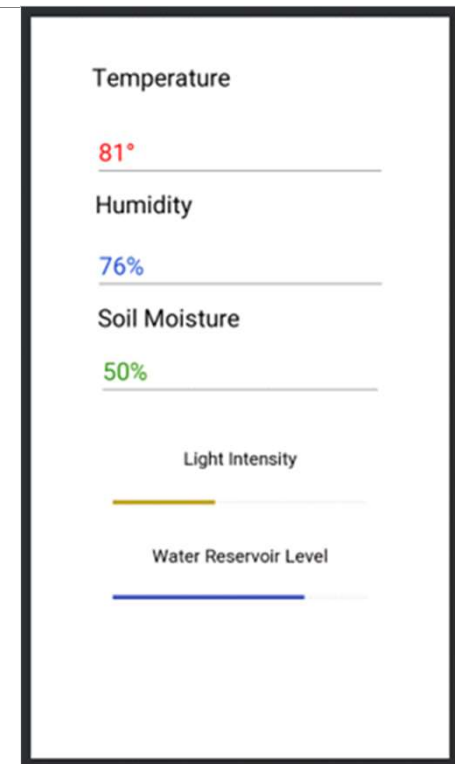 Temperature
81°
Humidity
76%
Soil Moisture
50%
Light Intensity
Water Reservoir Level